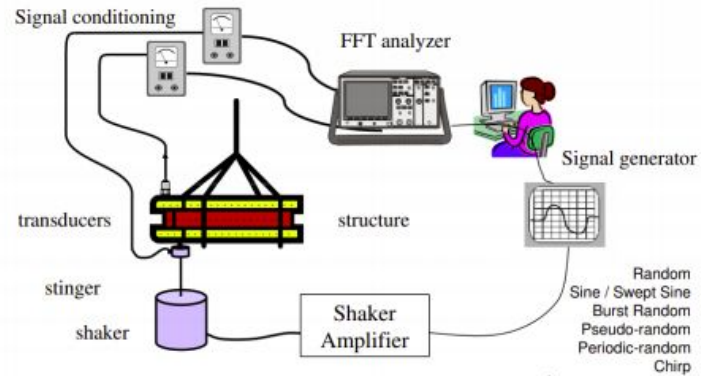 Signal conditioning
FFT analyzer
Signal generator
transducers
structure
stinger
shaker
Shaker
Amplifier
Random
Sine / Swept Sine
Burst Random
Pseudo-random
Periodic-random
Chirp